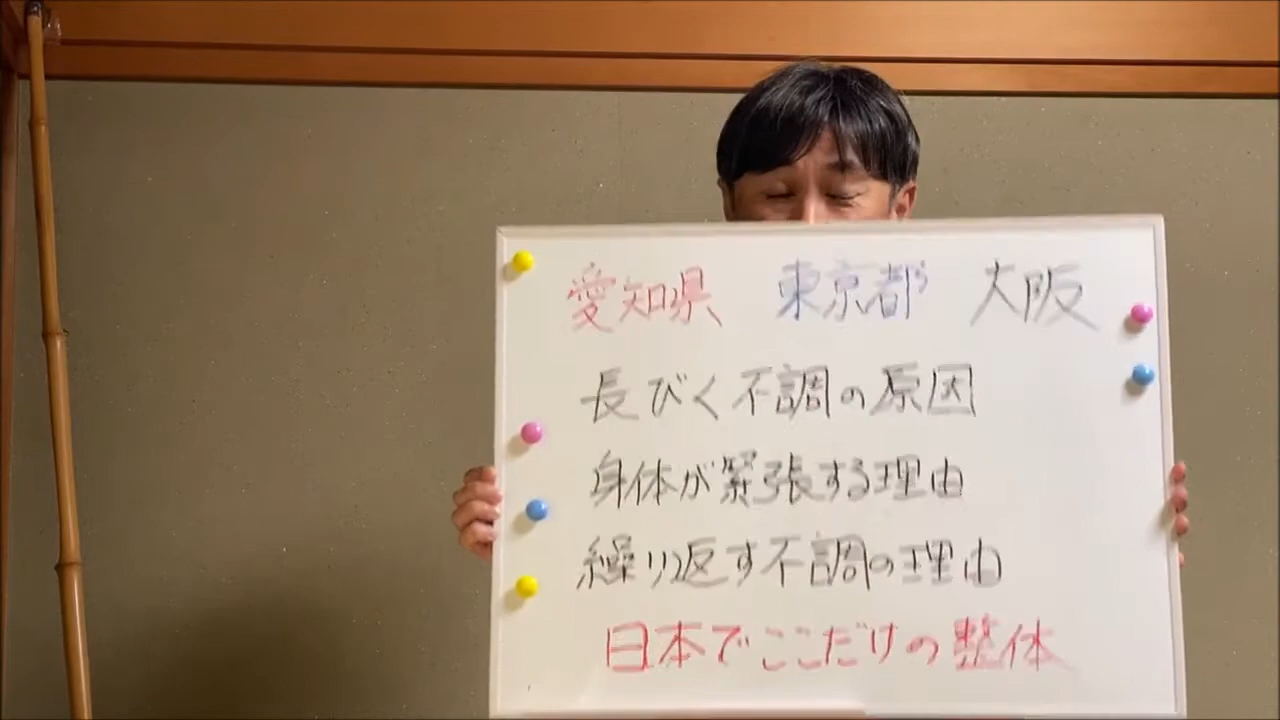 愛知県 東京都 大阪
長びく不調の原因
身体が緊張する理由
繰り返す不調の理由
日本でここだけの整体